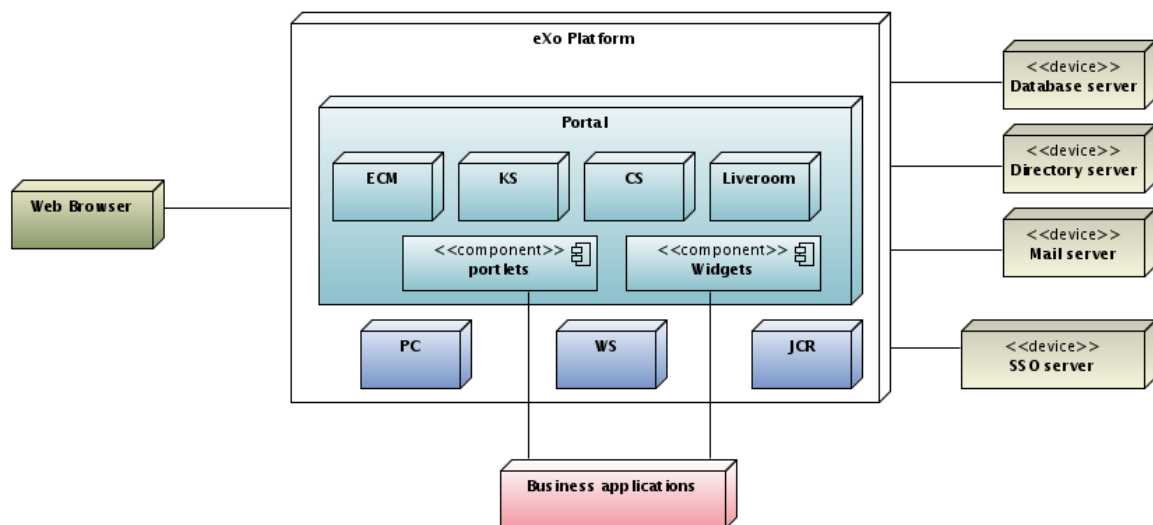 eXo Platform
<<device>>
Database server
Portal
<<device>>
Directory server
ECM
KS
CS
Liveroom
Web Browser
<<device>>
Mail server
<<component>>
portlets
<<component>>
Widgets
PC
WS
JCR
<<device>>
SSO server
Business applications